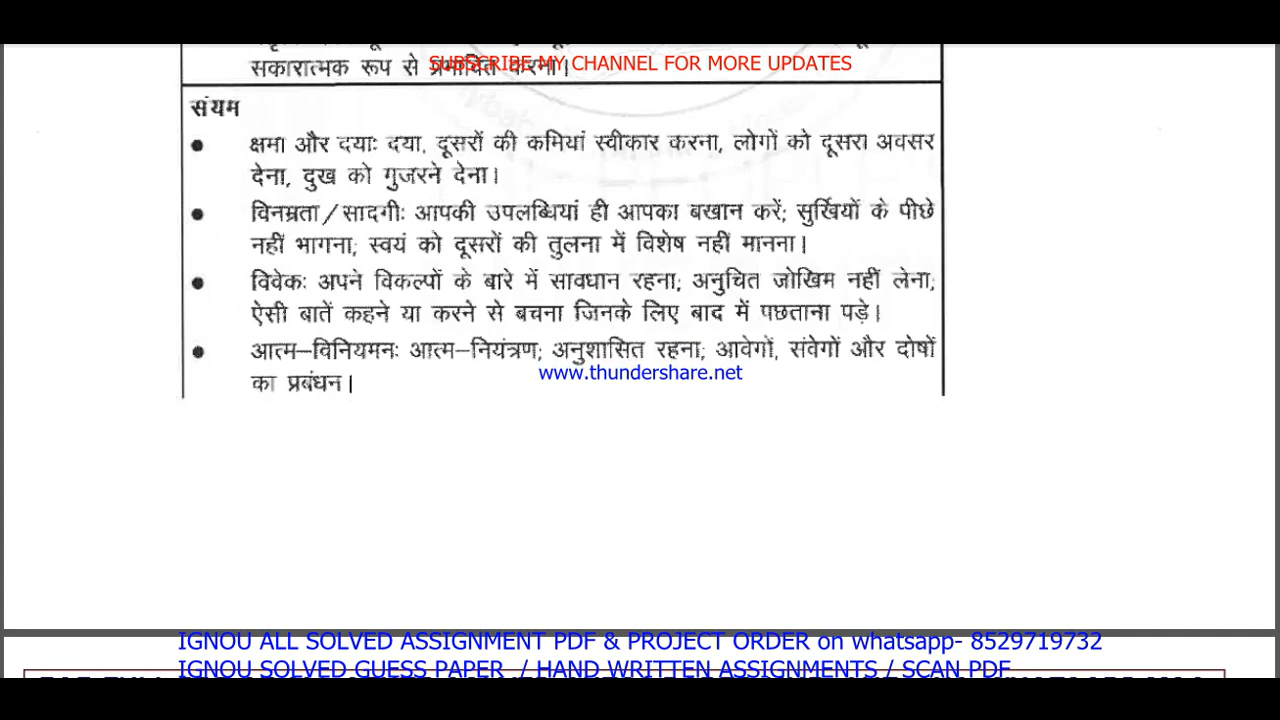 सकारात्मक रूप से प्रभावित करना।
SUBSCRIBE MY CHANNEL FOR MORE UPDATES
संयम
● क्षमा और दयाः दया, दूसरों की कमियां स्वीकार करना, लोगों को दूसरा अवसर
देना, दुख को गुजरने देना।
● विनम्रता/सादगीः आपकी उपलब्धियां ही आपका बखान करें; सुर्खियों के पीछे
नहीं भागना; स्वयं को दूसरों की तुलना में विशेष नहीं मानना।
● विवेकः अपने विकल्पों के बारे में सावधान रहना; अनुचित जोखिम नहीं लेना;
ऐसी बातें कहने या करने से बचना जिनके लिए बाद में पछताना पड़े।
● आत्म–विनियमनः आत्म–नियंत्रण; अनुशासित रहना; आवेगों, संवेगों और दोषों
www.thundershare.net
का प्रबंधन।
IGNOU ALL SOLVED ASSIGNMENT PDF & PROJECT ORDER on whatsapp- 8529719732
IGNOU SOLVED GUESS PAPER / HAND WRITTEN ASSIGNMENTS / SCAN PDF